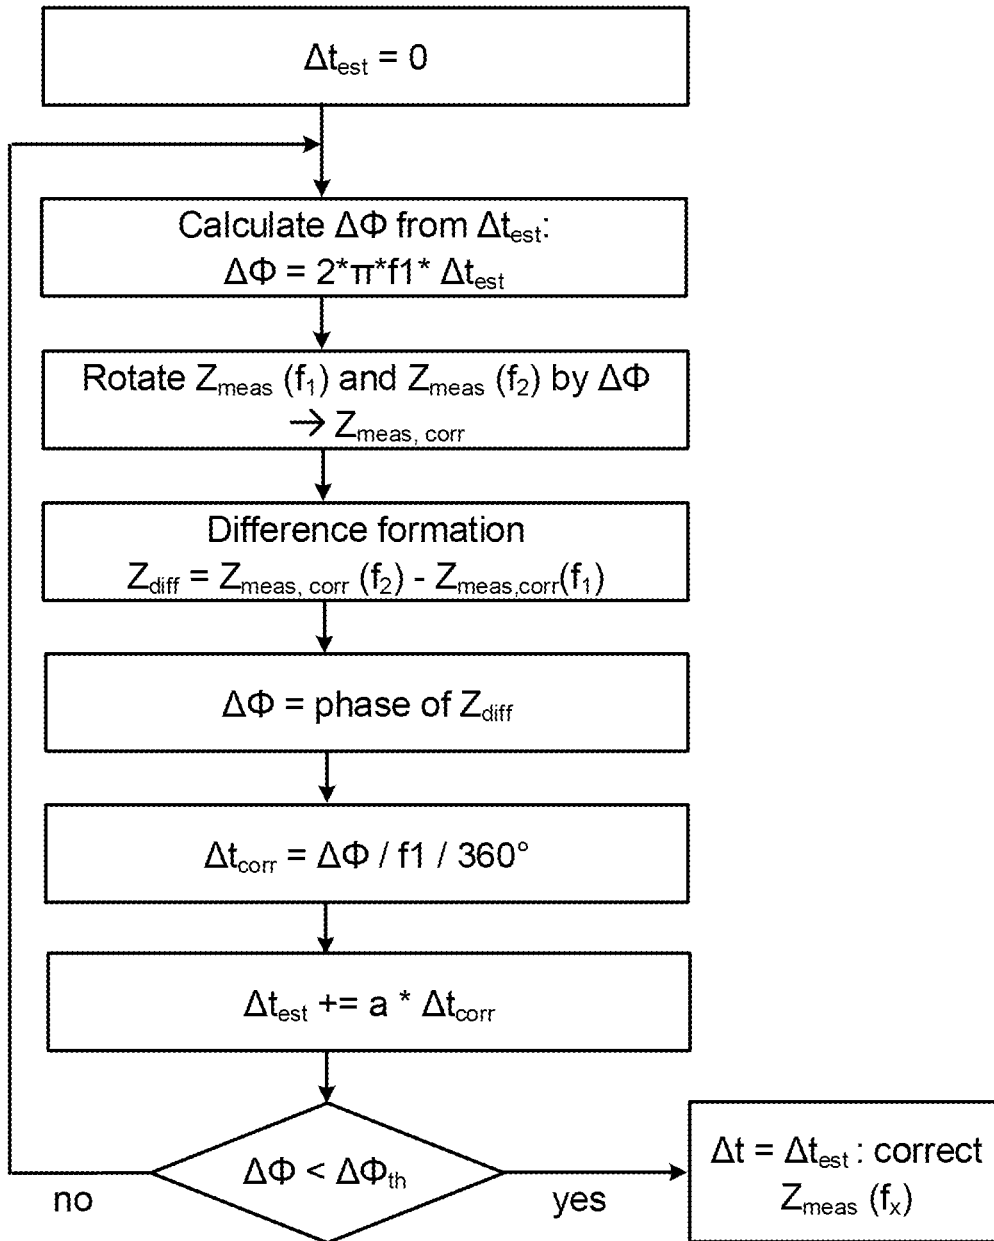 Δt_est = 0
Calculate ΔΦ from Δt_est:
ΔΦ = 2*π*f1* Δt_est
Rotate Z_meas (f_1) and Z_meas (f_2) by ΔΦ
→ Z_meas, corr
Difference formation
Z_diff = Z_meas, corr (f_2) - Z_meas,corr(f_1)
ΔΦ = phase of Z_diff
Δt_corr = ΔΦ / f1 / 360°
Δt_est += a * Δt_corr
ΔΦ < ΔΦ_th
no
yes
Δt = Δt_est : correct
Z_meas (f_x)